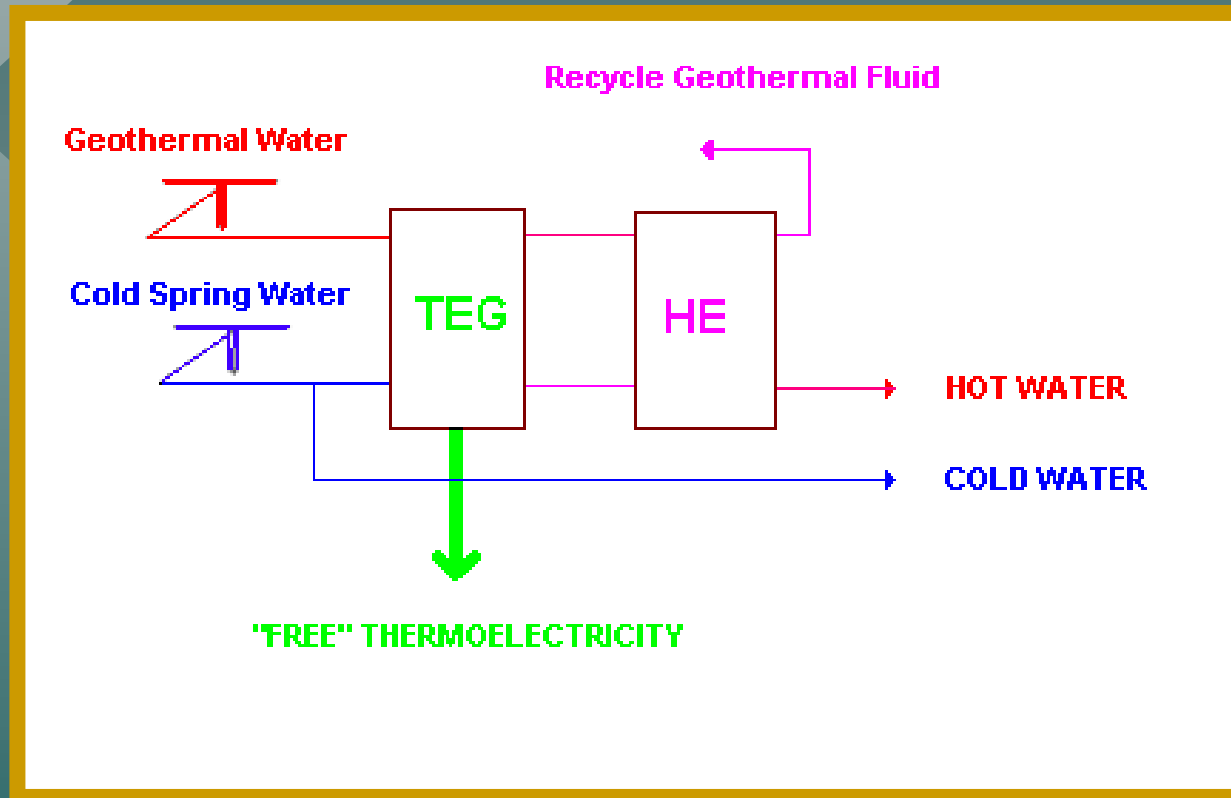 Recycle Geothermal Fluid
Geothermal Water
Cold Spring Water
TEG
HE
HOT WATER
COLD WATER
"FREE" THERMOELECTRICITY